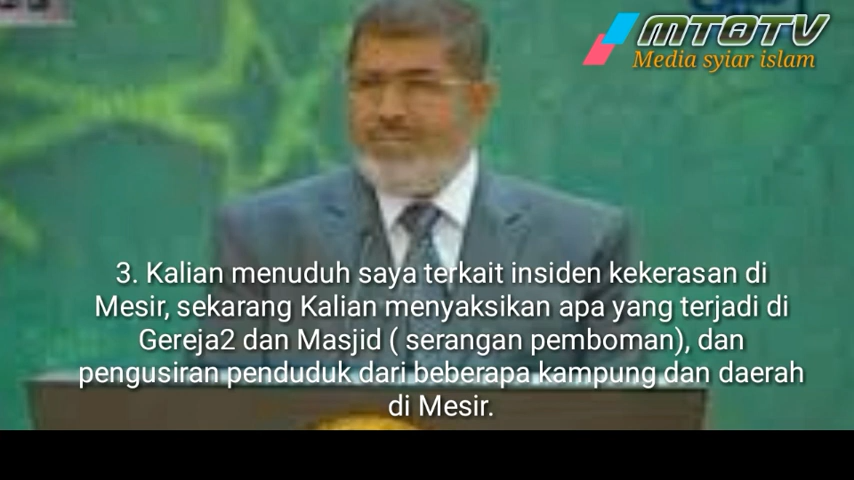 MTOTV
Media syiar islam
3. Kalian menuduh saya terkait insiden kekerasan di
Mesir, sekarang Kalian menyaksikan apa yang terjadi di
Gereja2 dan Masjid ( serangan pemboman), dan
pengusiran penduduk dari beberapa kampung dan daerah
di Mesir.